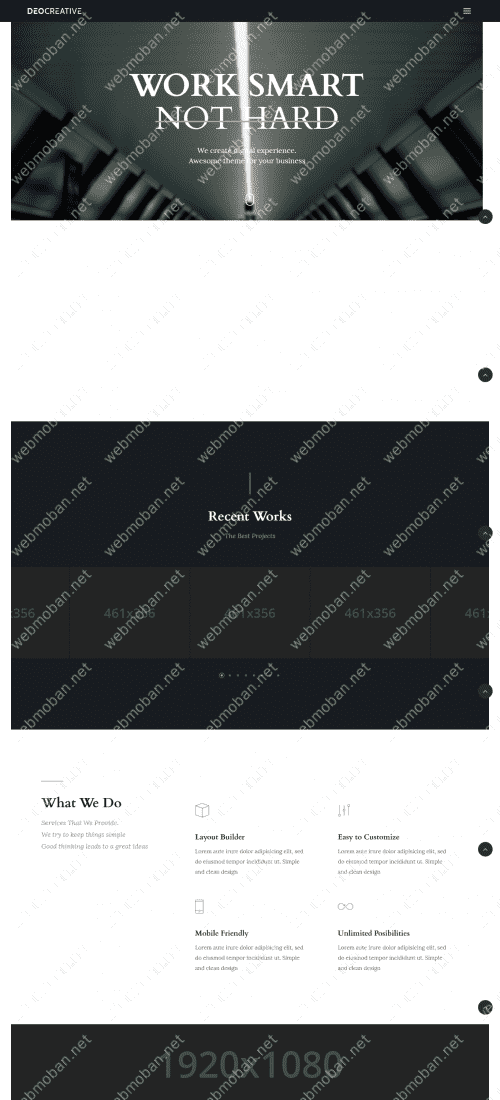 DEOCREATIVE
WORK SMART
NOT HARD
We create digital experience.
Awesome theme for your business
Recent Works
The Best Projects
356
461x356
461x356
461x356
461
What We Do
Services That We Provide.
We try to keep things simple
Good thinking leads to a great ideas
Layout Builder
Lorem aute irure dolor adipisicing elit, sed
do eiusmod tempor incididunt ut. Simple
and clean design
Easy to Customize
Lorem aute irure dolor adipisicing elit, sed
do eiusmod tempor incididunt ut. Simple
and clean design
Mobile Friendly
Lorem aute irure dolor adipisicing elit, sed
do eiusmod tempor incididunt ut. Simple
and clean design
Unlimited Posibilities
Lorem aute irure dolor adipisicing elit, sed
do eiusmod tempor incididunt ut. Simple
and clean design
1920x1080
webmoban.net